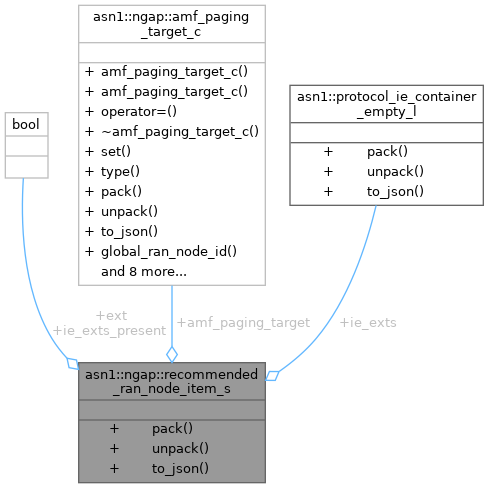 asn1::ngap::amf_paging
_target_c
+ amf_paging_target_c()
+ amf_paging_target_c()
+ operator=()
+ ~amf_paging_target_c()
+ set()
+ type()
+ pack()
+ unpack()
+ to_json()
+ global_ran_node_id()
and 8 more...
asn1::protocol_ie_container
_empty_l
+ pack()
+ unpack()
+ to_json()
bool
+ext
+ie_exts_present
+amf_paging_target
+ie_exts
asn1::ngap::recommended
_ran_node_item_s
+ pack()
+ unpack()
+ to_json()